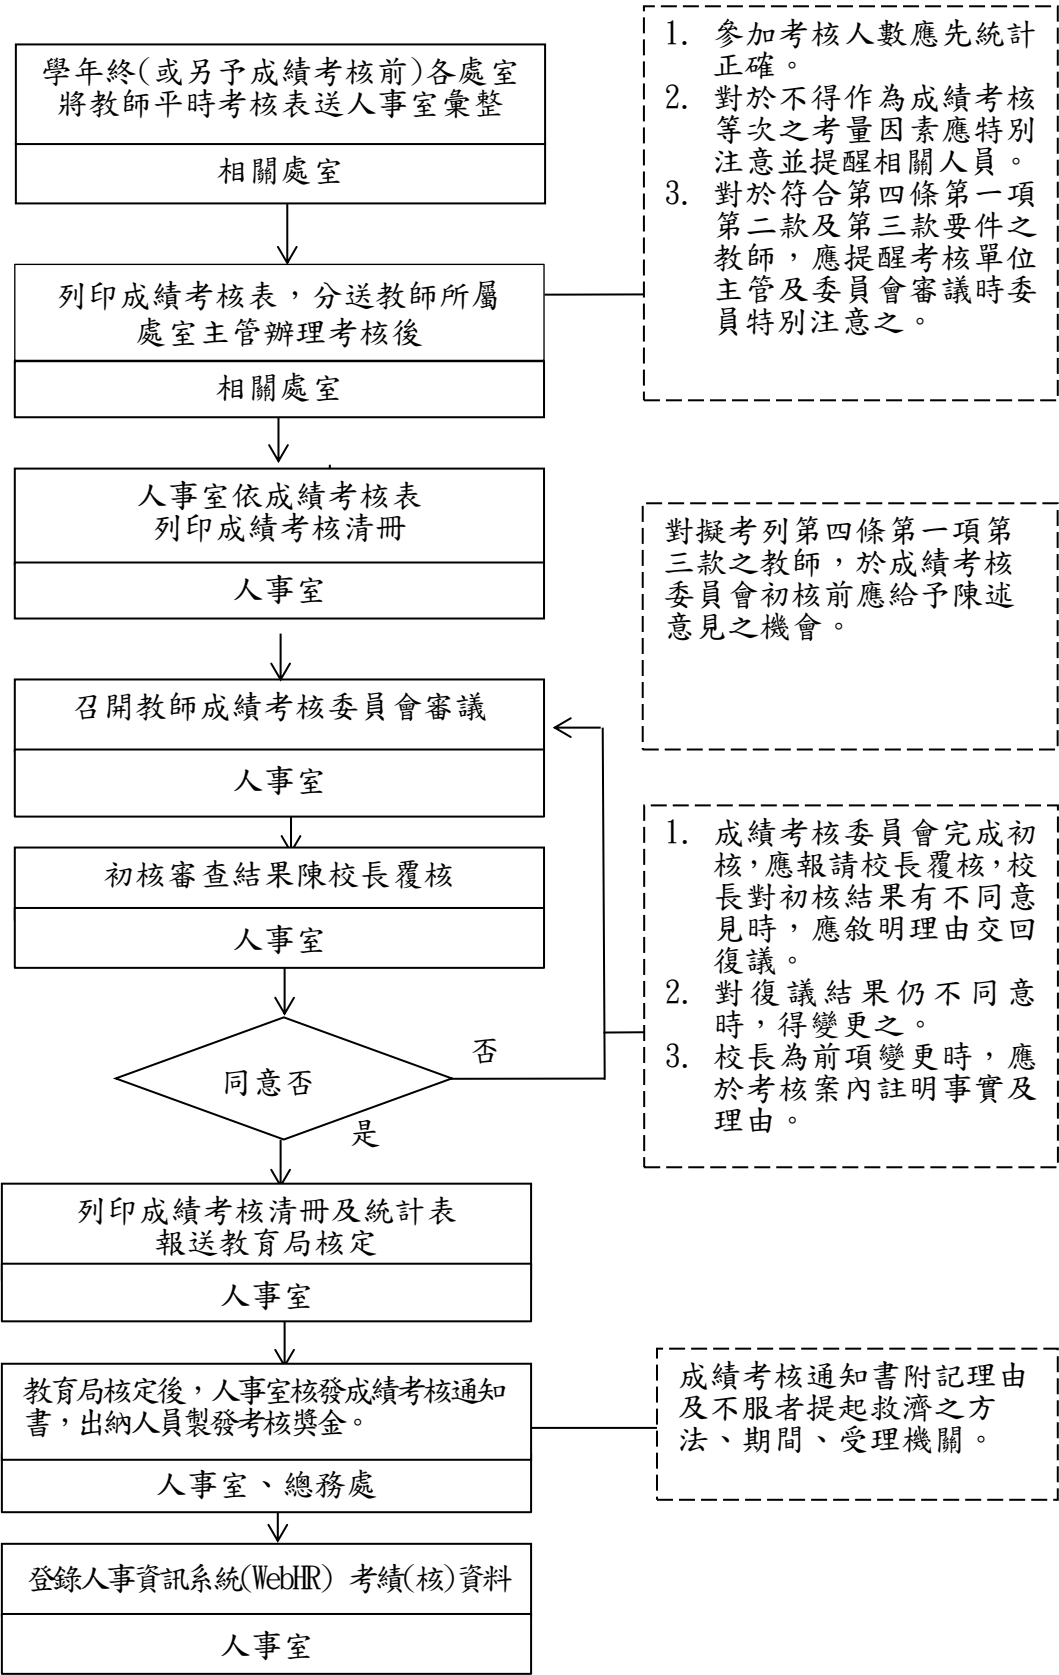 學年終(或另予成績考核前)各處室
將教師平時考核表送人事室彙整
相關處室
1. 參加考核人數應先統計
正確。
2. 對於不得作為成績考核
等次之考量因素應特別
注意並提醒相關人員。
3. 對於符合第四條第一項
第二款及第三款要件之
教師，應提醒考核單位
主管及委員會審議時委
員特別注意之。
列印成績考核表，分送教師所屬
處室主管辦理考核後
相關處室
人事室依成績考核表
列印成績考核清冊
人事室
對擬考列第四條第一項第
三款之教師，於成績考核
委員會初核前應給予陳述
意見之機會。
召開教師成績考核委員會審議
人事室
初核審查結果陳校長覆核
人事室
1. 成績考核委員會完成初
核，應報請校長覆核，校
長對初核結果有不同意
見時，應敘明理由交回
復議。
2. 對復議結果仍不同意
時，得變更之。
3. 校長為前項變更時，應
於考核案內註明事實及
理由。
同意否
否
是
列印成績考核清冊及統計表
報送教育局核定
人事室
教育局核定後，人事室核發成績考核通知
書，出納人員製發考核獎金。
人事室、總務處
成績考核通知書附記理由
及不服者提起救濟之方
法、期間、受理機關。
登錄人事資訊系統(WebHR) 考績(核)資料
人事室